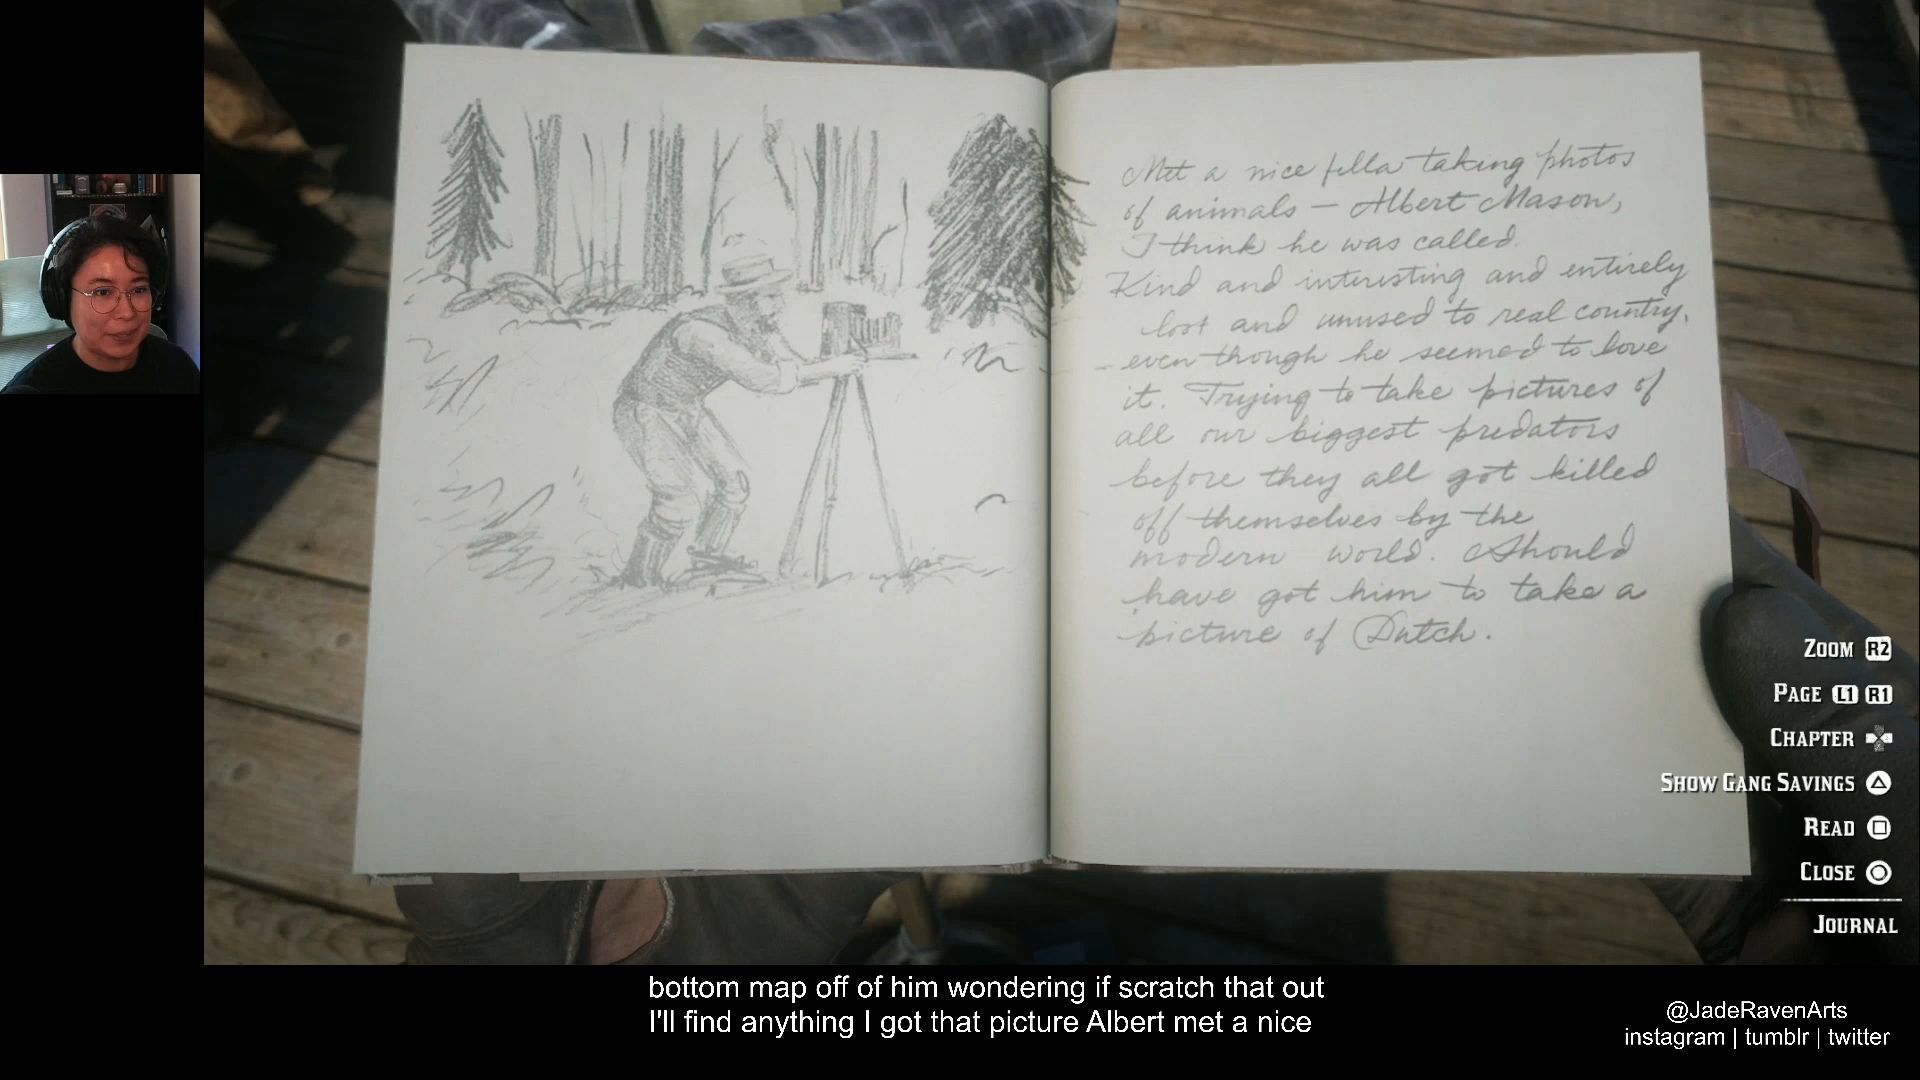 Met a nice fella taking photos
of animals — Albert Mason,
I think he was called.
Kind and interesting and entirely
lost and unused to real country,
even though he seemed to love
it. Trying to take pictures of
all our biggest predators
before they all got killed
off themselves by the
modern world. Should
have got him to take a
picture of Dutch.
ZOOM R2
PAGE L1 R1
CHAPTER
SHOW GANG SAVINGS
READ
CLOSE
JOURNAL
bottom map off of him wondering if scratch that out
I'll find anything I got that picture Albert met a nice
@JadeRavenArts
instagram | tumblr | twitter